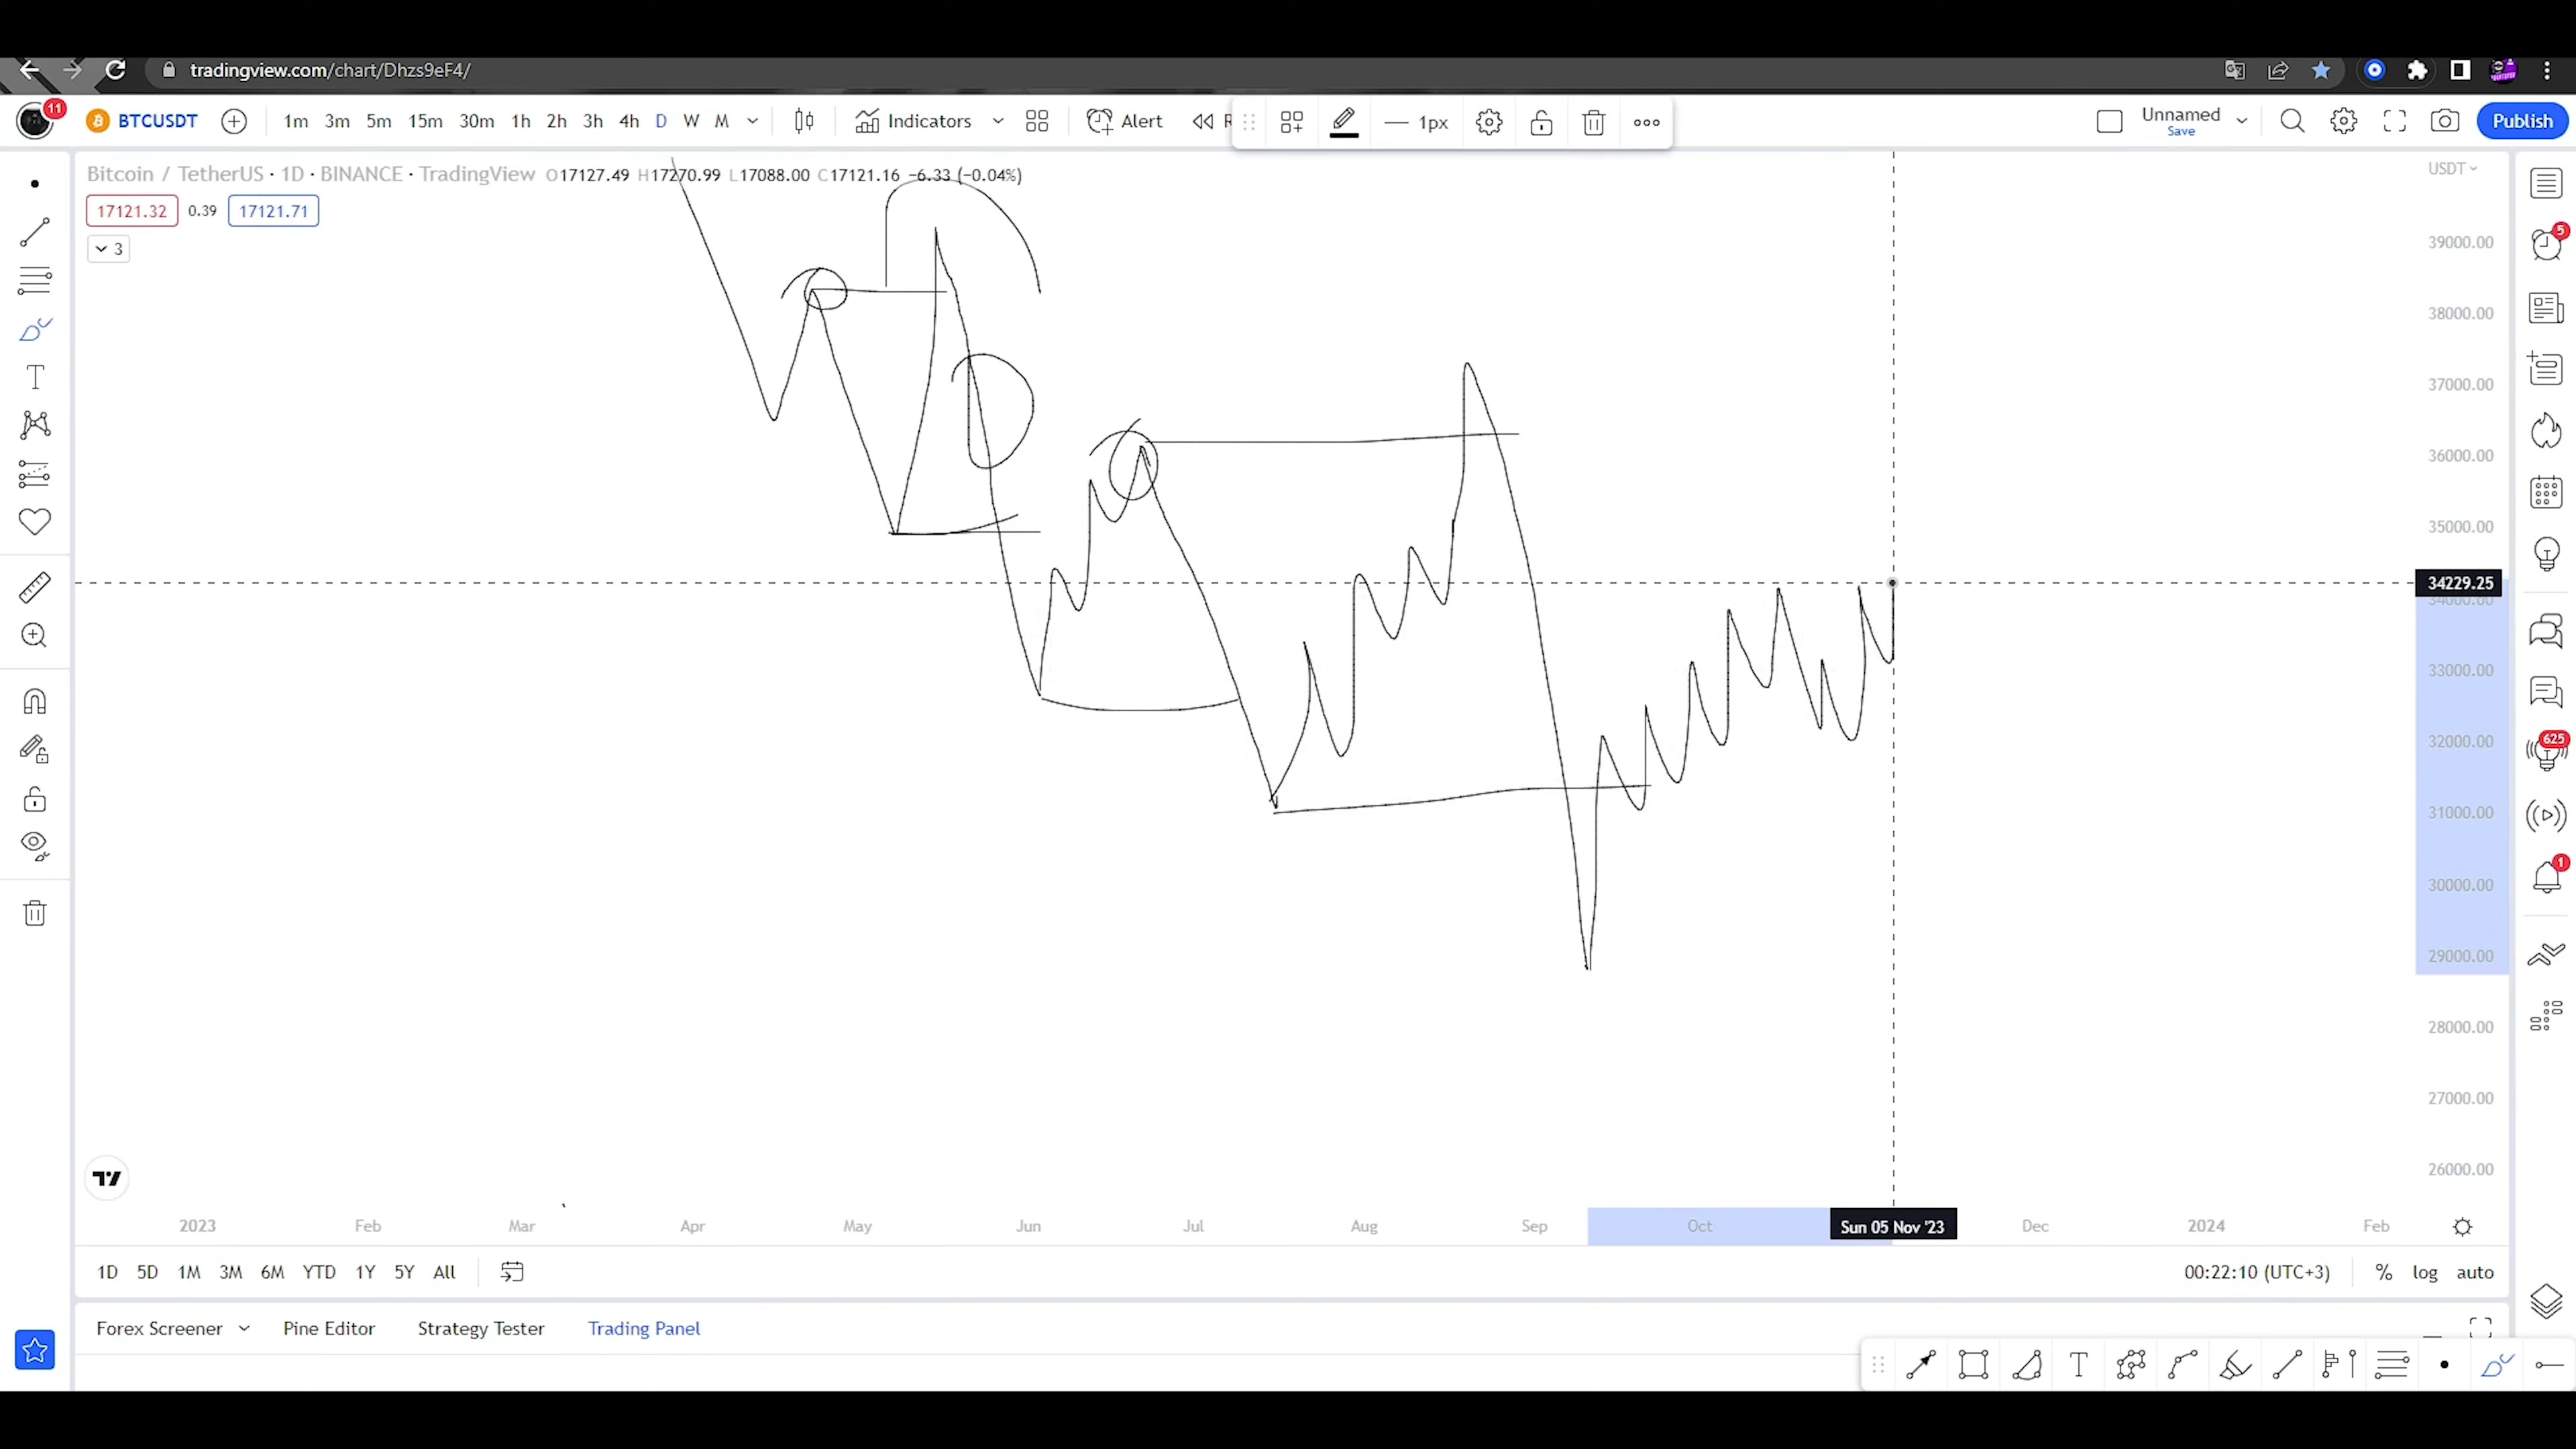 tradingview.com/chart/Dhzs9eF4/
11 BTCUSDT 1m 3m 5m 15m 30m 1h 2h 3h 4h D W M Indicators Alert 1px Unnamed Save Publish
Bitcoin / TetherUS · 1D · BINANCE · TradingView O17127.49 H17270.99 L17088.00 C17121.16 −6.33 (−0.04%)
USDT
17121.32 0.39 17121.71
3
5
39000.00
38000.00
37000.00
36000.00
35000.00
34229.25
34000.00
33000.00
32000.00
625
31000.00
1
30000.00
29000.00
28000.00
27000.00
26000.00
2023 Feb Mar Apr May Jun Jul Aug Sep Oct Sun 05 Nov '23 Dec 2024 Feb
1D 5D 1M 3M 6M YTD 1Y 5Y All 00:22:10 (UTC+3) % log auto
Forex Screener Pine Editor Strategy Tester Trading Panel